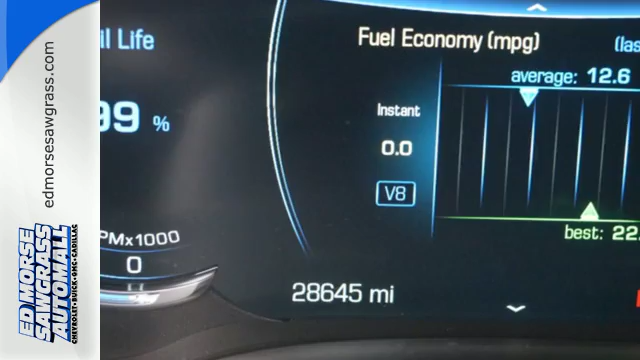 il Life
99 %
PMx1000
0
Fuel Economy (mpg)
(las
average: 12.6
Instant
0.0
V8
best: 22.
28645 mi
edmorsesawgrass.com
ED MORSE
SAWGRASS
AUTOMALL
CHEVROLET•BUICK•GMC•CADILLAC